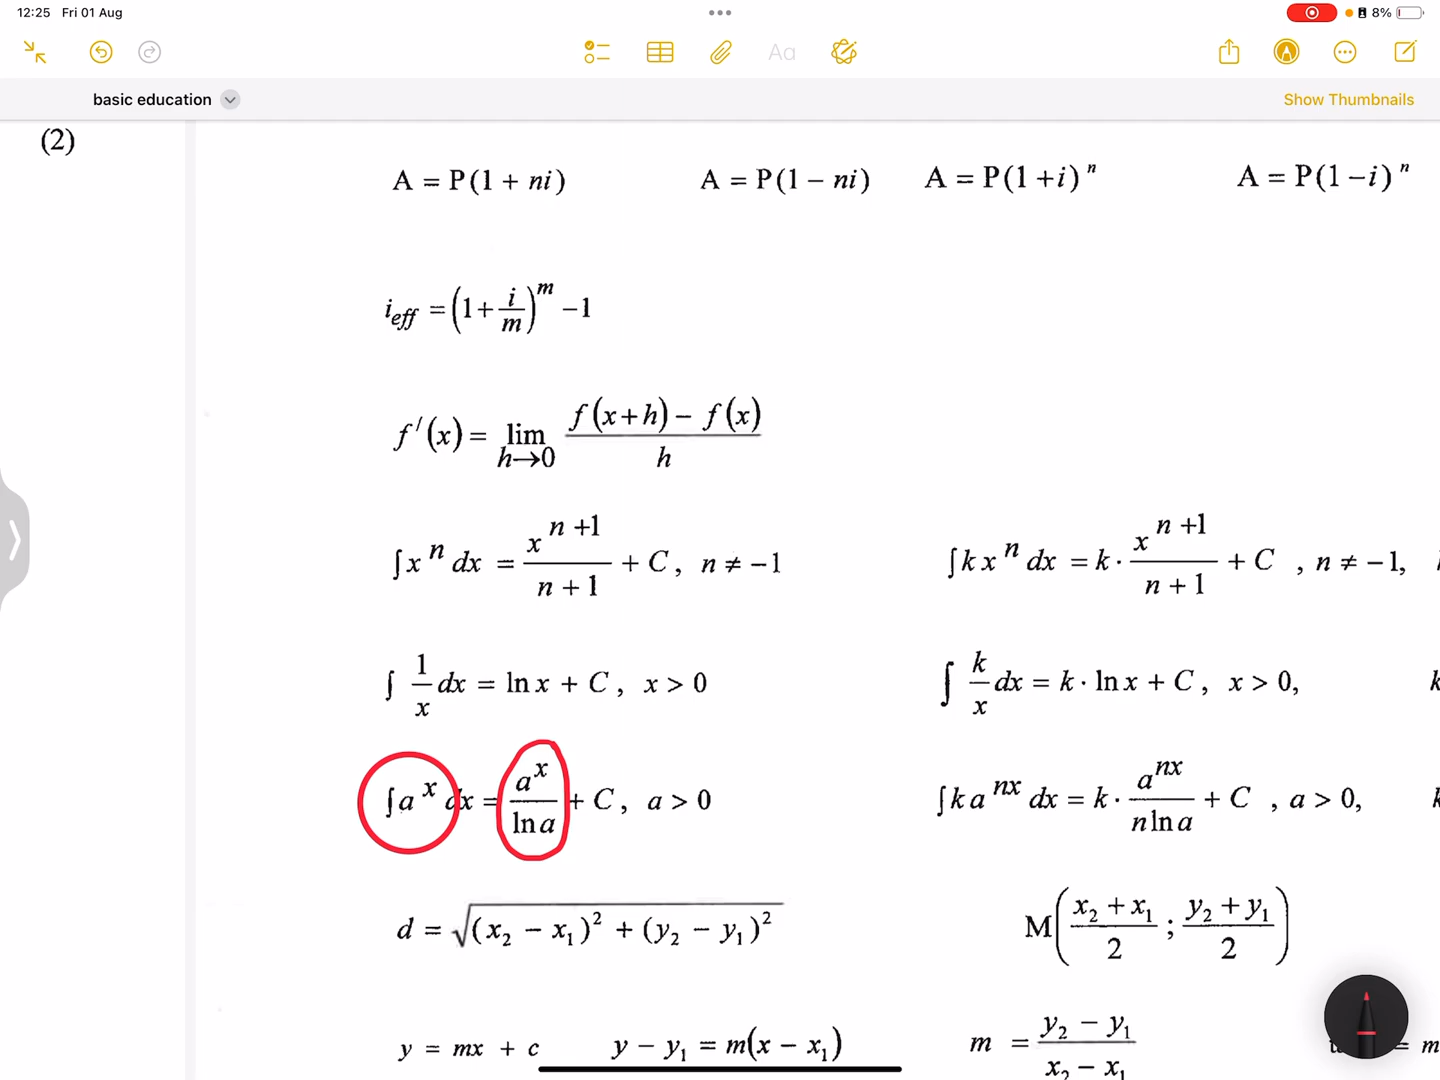 12:25 Fri 01 Aug
8%
Aa
basic education
Show Thumbnails
(2)
A = P(1 + ni) A = P(1 − ni) A = P(1 +i)ⁿ A = P(1 −i)ⁿ
i_eff = (1 + i/m)^m − 1
f′(x) = lim h→0 (f(x+h) − f(x))/h
∫xⁿ dx = x^(n+1)/(n+1) + C, n ≠ −1 ∫k xⁿ dx = k · x^(n+1)/(n+1) + C , n ≠ −1,
∫ 1/x dx = ln x + C, x > 0 ∫ k/x dx = k · ln x + C, x > 0,
∫a^x dx = a^x/ln a + C, a > 0 ∫k a^nx dx = k · a^nx/(n ln a) + C , a > 0,
d = √((x₂ − x₁)² + (y₂ − y₁)²) M((x₂ + x₁)/2 ; (y₂ + y₁)/2)
y = mx + c y − y₁ = m(x − x₁) m = (y₂ − y₁)/(x₂ − x₁) = m